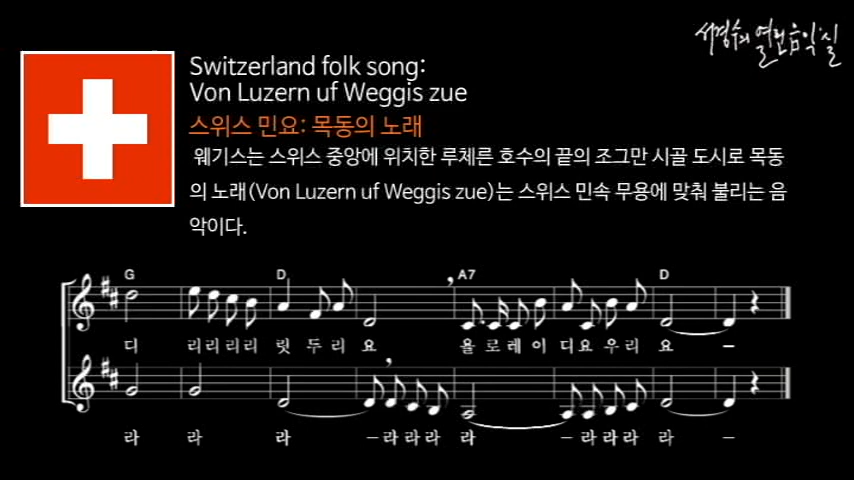 서경수의 열린음악실
Switzerland folk song:
Von Luzern uf Weggis zue
스위스 민요: 목동의 노래
웨기스는 스위스 중앙에 위치한 루체른 호수의 끝의 조그만 시골 도시로 목동
의 노래(Von Luzern uf Weggis zue)는 스위스 민속 무용에 맞춰 불리는 음
악이다.
G D A7 D
디 리리리리 릿 두 리 요 욜 로 레 이 디 요 우 리 요 –
라 라 라 –라라라 라 –라라라 라 –